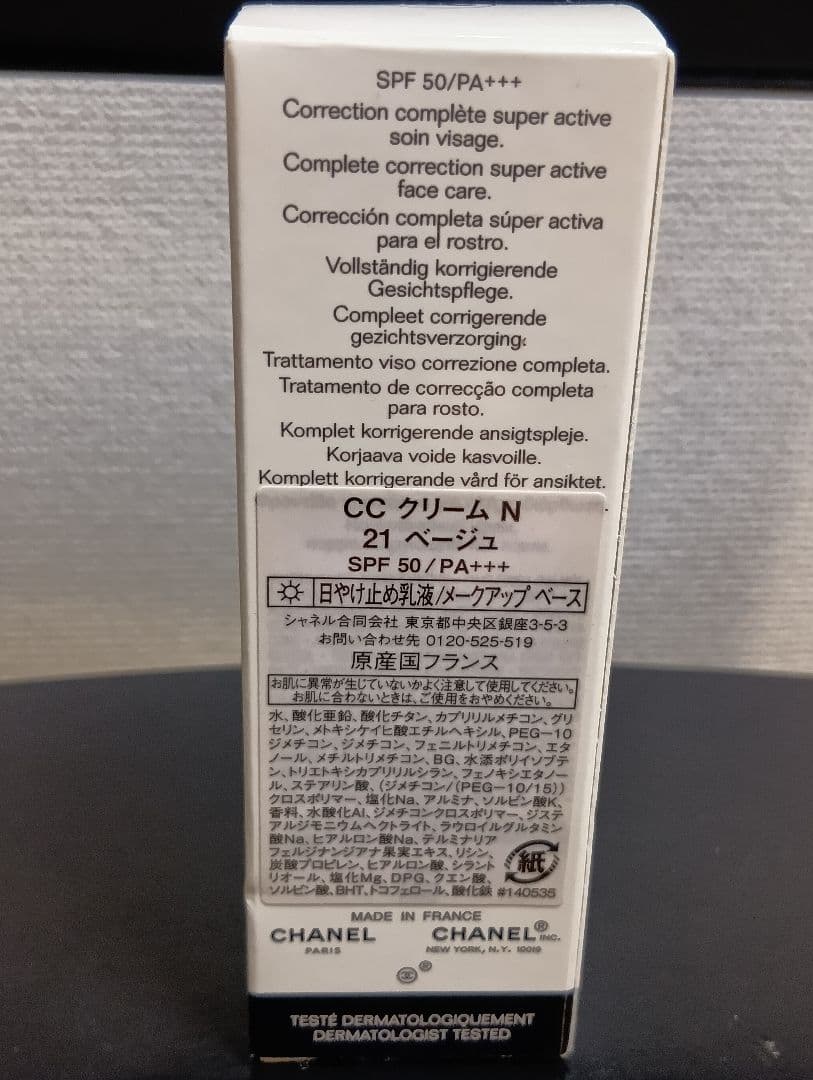 SPF 50/PA+++
Correction complète super active
soin visage.
Complete correction super active
face care.
Corrección completa súper activa
para el rostro.
Vollständig korrigierende
Gesichtspflege.
Compleet corrigerende
gezichtsverzorging.
Trattamento viso correzione completa.
Tratamento de correcção completa
para rosto.
Komplet korrigerende ansigtspleje.
Korjaava voide kasvoille.
Komplett korrigerande vård för ansiktet.
CC クリーム N
21 ベージュ
SPF 50/PA+++
日やけ止め乳液/メークアップ ベース
シャネル合同会社 東京都中央区銀座3-5-3
お問い合わせ先 0120-525-519
原産国フランス
お肌に異常が生じていないかよく注意して使用してください。
お肌に合わないときは、ご使用をおやめください。
水、酸化亜鉛、酸化チタン、カプリリルメチコン、グリ
セリン、メトキシケイヒ酸エチルヘキシル、PEG-10
ジメチコン、ジメチコン、フェニルトリメチコン、エタ
ノール、メチルトリメチコン、BG、水添ポリイソブテ
ン、トリエトキシカプリリルシラン、フェノキシエタノー
ル、ステアリン酸、(ジメチコン/(PEG-10/15))
クロスポリマー、塩化Na、アルミナ、ソルビン酸K、
香料、水酸化Al、ジメチコンクロスポリマー、ジステ
アルジモニウムヘクトライト、ラウロイルグルタミン
酸Na、ヒアルロン酸Na、テルミナリア
フェルジナンジアナ果実エキス、リシン、
炭酸プロピレン、ヒアルロン酸、シラント
リオール、塩化Mg、DPG、クエン酸、
ソルビン酸、BHT、トコフェロール、酸化鉄 #140535
紙
MADE IN FRANCE
CHANEL CHANEL® INC.
PARIS NEW YORK, N.Y. 10019
®
TESTÉ DERMATOLOGIQUEMENT
DERMATOLOGIST TESTED